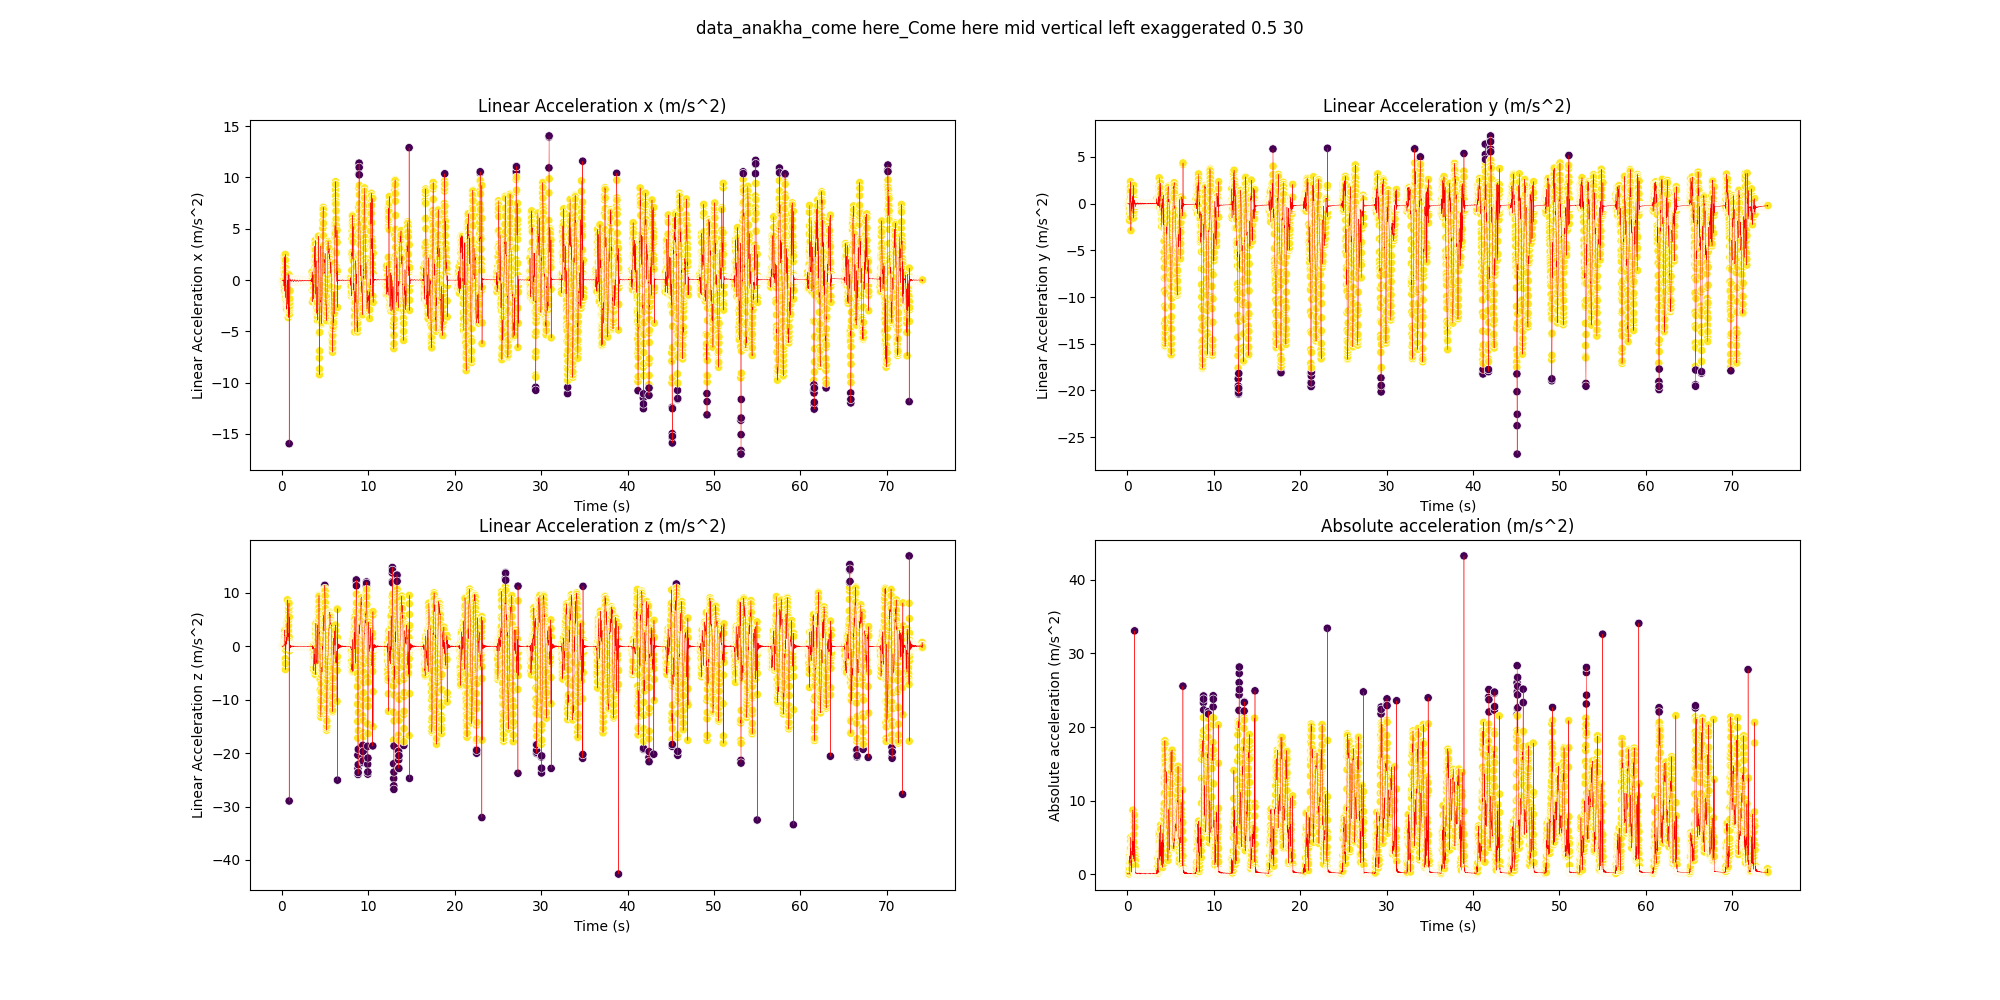 data_anakha_come here_Come here mid vertical left exaggerated 0.5 30
Linear Acceleration x (m/s^2)
Linear Acceleration x (m/s^2)
15
10
5
0
−5
−10
−15
0 10 20 30 40 50 60 70
Time (s)
Linear Acceleration y (m/s^2)
Linear Acceleration y (m/s^2)
5
0
−5
−10
−15
−20
−25
0 10 20 30 40 50 60 70
Time (s)
Linear Acceleration z (m/s^2)
Linear Acceleration z (m/s^2)
10
0
−10
−20
−30
−40
0 10 20 30 40 50 60 70
Time (s)
Absolute acceleration (m/s^2)
Absolute acceleration (m/s^2)
40
30
20
10
0
0 10 20 30 40 50 60 70
Time (s)